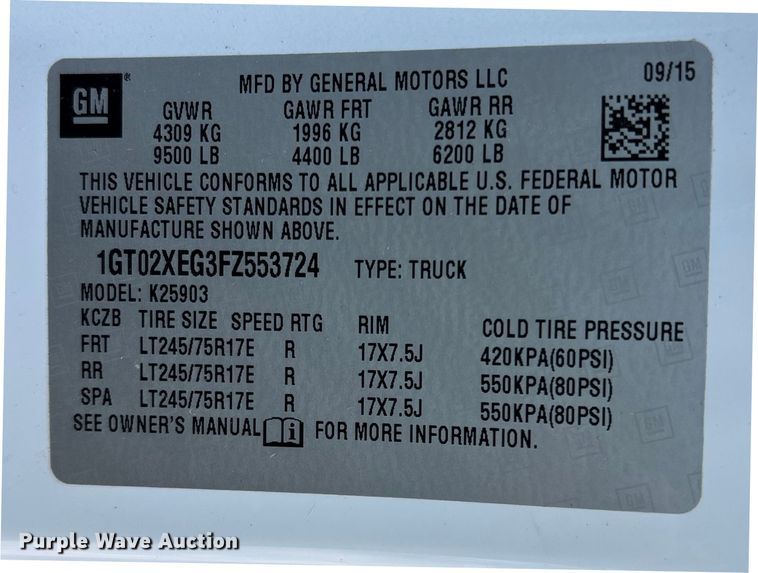 GM ®
MFD BY GENERAL MOTORS LLC 09/15
GVWR GAWR FRT GAWR RR
4309 KG 1996 KG 2812 KG
9500 LB 4400 LB 6200 LB
THIS VEHICLE CONFORMS TO ALL APPLICABLE U.S. FEDERAL MOTOR
VEHICLE SAFETY STANDARDS IN EFFECT ON THE DATE OF
MANUFACTURE SHOWN ABOVE.
1GT02XEG3FZ553724 TYPE: TRUCK
MODEL: K25903
KCZB TIRE SIZE SPEED RTG RIM COLD TIRE PRESSURE
FRT LT245/75R17E R 17X7.5J 420KPA(60PSI)
RR LT245/75R17E R 17X7.5J 550KPA(80PSI)
SPA LT245/75R17E R 17X7.5J 550KPA(80PSI)
SEE OWNER'S MANUAL i FOR MORE INFORMATION.
Purple Wave Auction